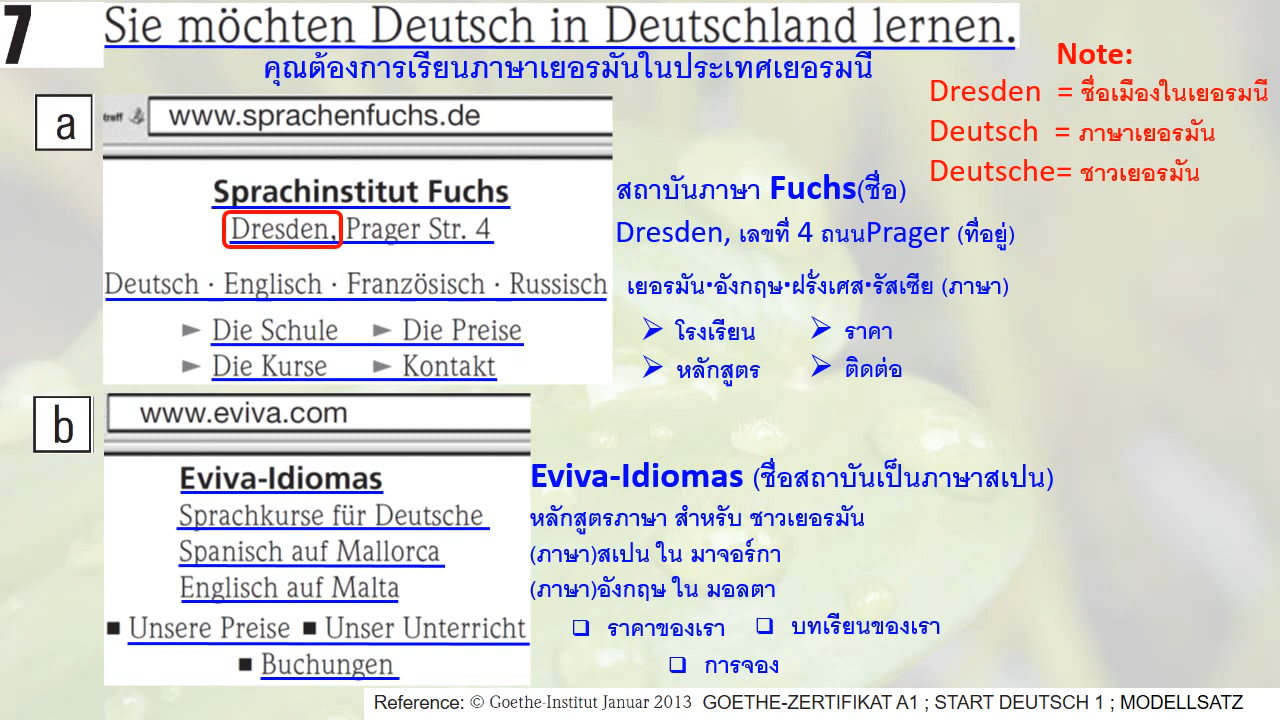 7
Sie möchten Deutsch in Deutschland lernen.
คุณต้องการเรียนภาษาเยอรมันในประเทศเยอรมนี
Note:
Dresden = ชื่อเมืองในเยอรมนี
Deutsch = ภาษาเยอรมัน
Deutsche= ชาวเยอรมัน
a
treff
www.sprachenfuchs.de
Sprachinstitut Fuchs
Dresden, Prager Str. 4
Deutsch · Englisch · Französisch · Russisch
► Die Schule ► Die Preise
► Die Kurse ► Kontakt
สถาบันภาษา Fuchs(ชื่อ)
Dresden, เลขที่ 4 ถนนPrager (ที่อยู่)
เยอรมัน•อังกฤษ•ฝรั่งเศส•รัสเซีย (ภาษา)
➢ โรงเรียน ➢ ราคา
➢ หลักสูตร ➢ ติดต่อ
b
www.eviva.com
Eviva-Idiomas
Sprachkurse für Deutsche
Spanisch auf Mallorca
Englisch auf Malta
■ Unsere Preise ■ Unser Unterricht
■ Buchungen
Eviva-Idiomas (ชื่อสถาบันเป็นภาษาสเปน)
หลักสูตรภาษา สำหรับ ชาวเยอรมัน
(ภาษา)สเปน ใน มาจอร์กา
(ภาษา)อังกฤษ ใน มอลตา
❑ ราคาของเรา ❑ บทเรียนของเรา
❑ การจอง
Reference: © Goethe-Institut Januar 2013 GOETHE-ZERTIFIKAT A1 ; START DEUTSCH 1 ; MODELLSATZ